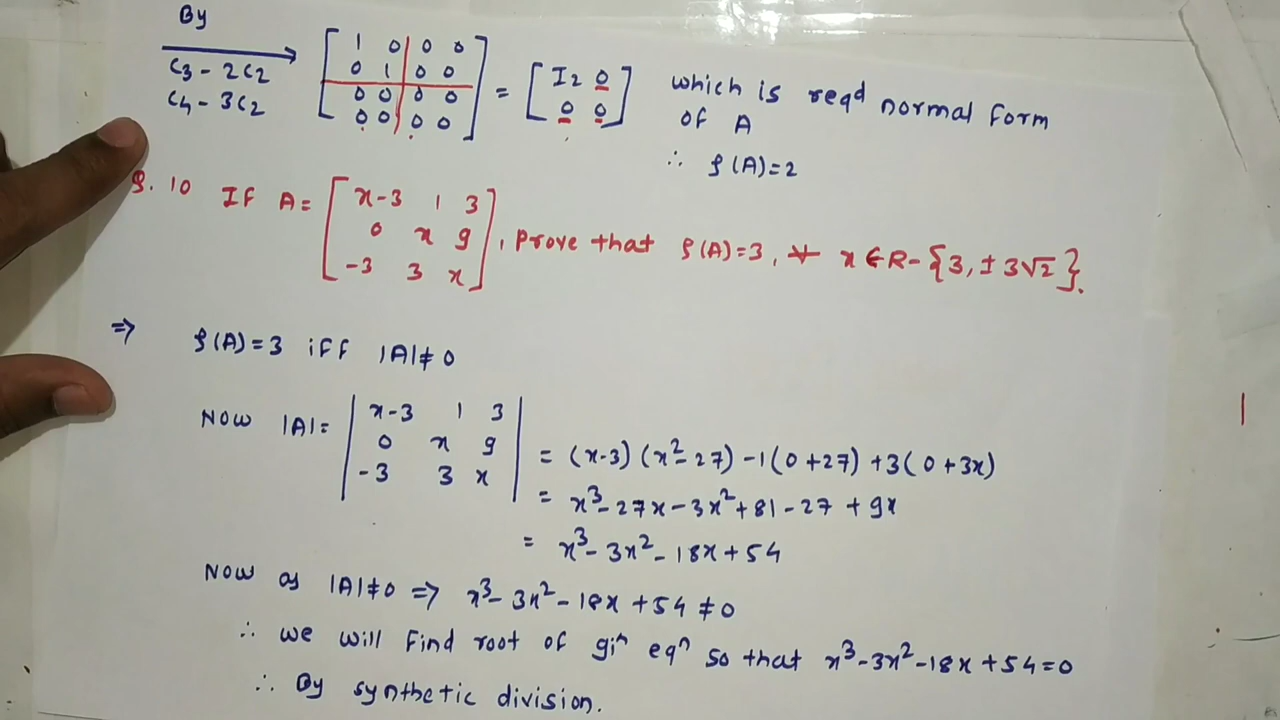 By
C3 - 2C2
C4 - 3C2
[1 0 0 0
0 1 0 0
0 0 0 0
0 0 0 0] = [I2 0
0 0] which is reqd normal form
of A
∴ ρ(A)=2
Q. 10 If A= [x-3 1 3
0 x 9
-3 3 x], prove that ρ(A)=3, ∀ x ∈ R- {3, ± 3√2}.
⇒ ρ(A)=3 iff |A|≠0
Now |A|= |x-3 1 3
0 x 9
-3 3 x| = (x-3) (x²-27) -1(0+27) +3(0+3x)
= x³-27x-3x²+81-27+9x
= x³-3x²-18x+54
Now as |A|≠0 ⇒ x³-3x²-18x+54≠0
∴ we will find root of giⁿ eqⁿ so that x³-3x²-18x+54=0
∴ By synthetic division.